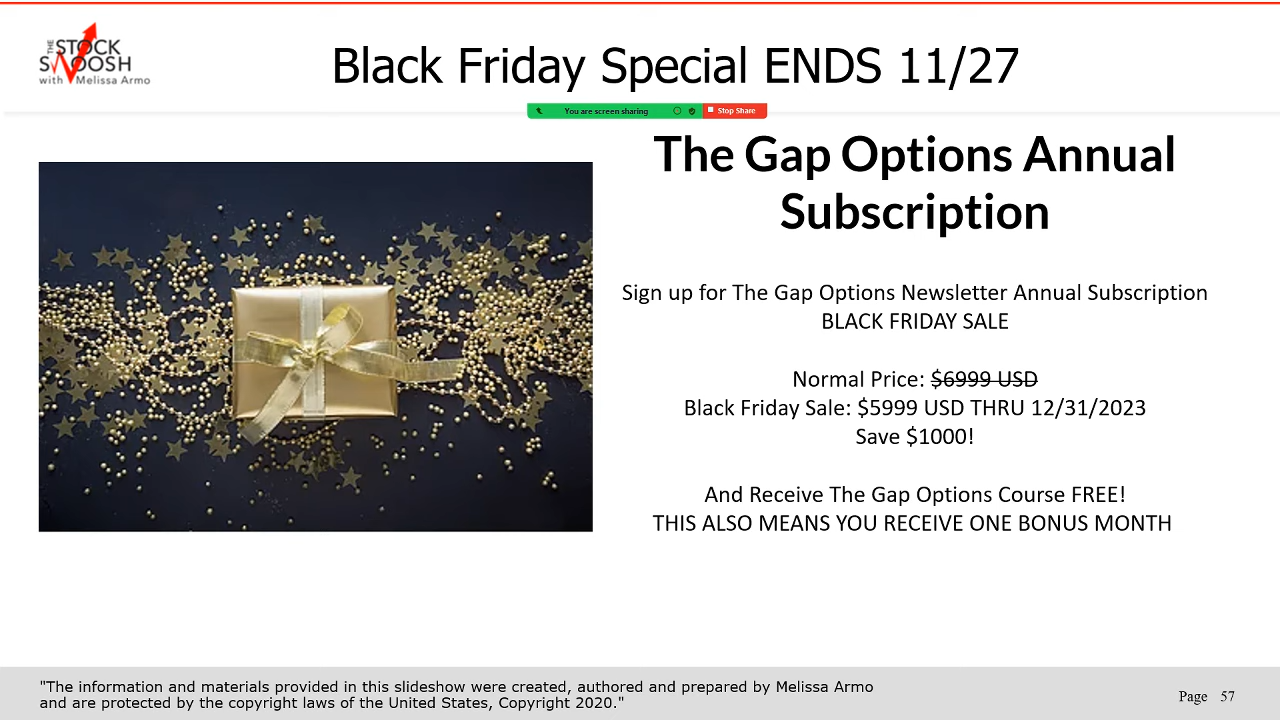 THE STOCK
SWOOSH
with Melissa Armo
Black Friday Special ENDS 11/27
You are screen sharing
Stop Share
The Gap Options Annual
Subscription
Sign up for The Gap Options Newsletter Annual Subscription
BLACK FRIDAY SALE
Normal Price: $6999 USD
Black Friday Sale: $5999 USD THRU 12/31/2023
Save $1000!
And Receive The Gap Options Course FREE!
THIS ALSO MEANS YOU RECEIVE ONE BONUS MONTH
"The information and materials provided in this slideshow were created, authored and prepared by Melissa Armo
and are protected by the copyright laws of the United States, Copyright 2020."
Page 57